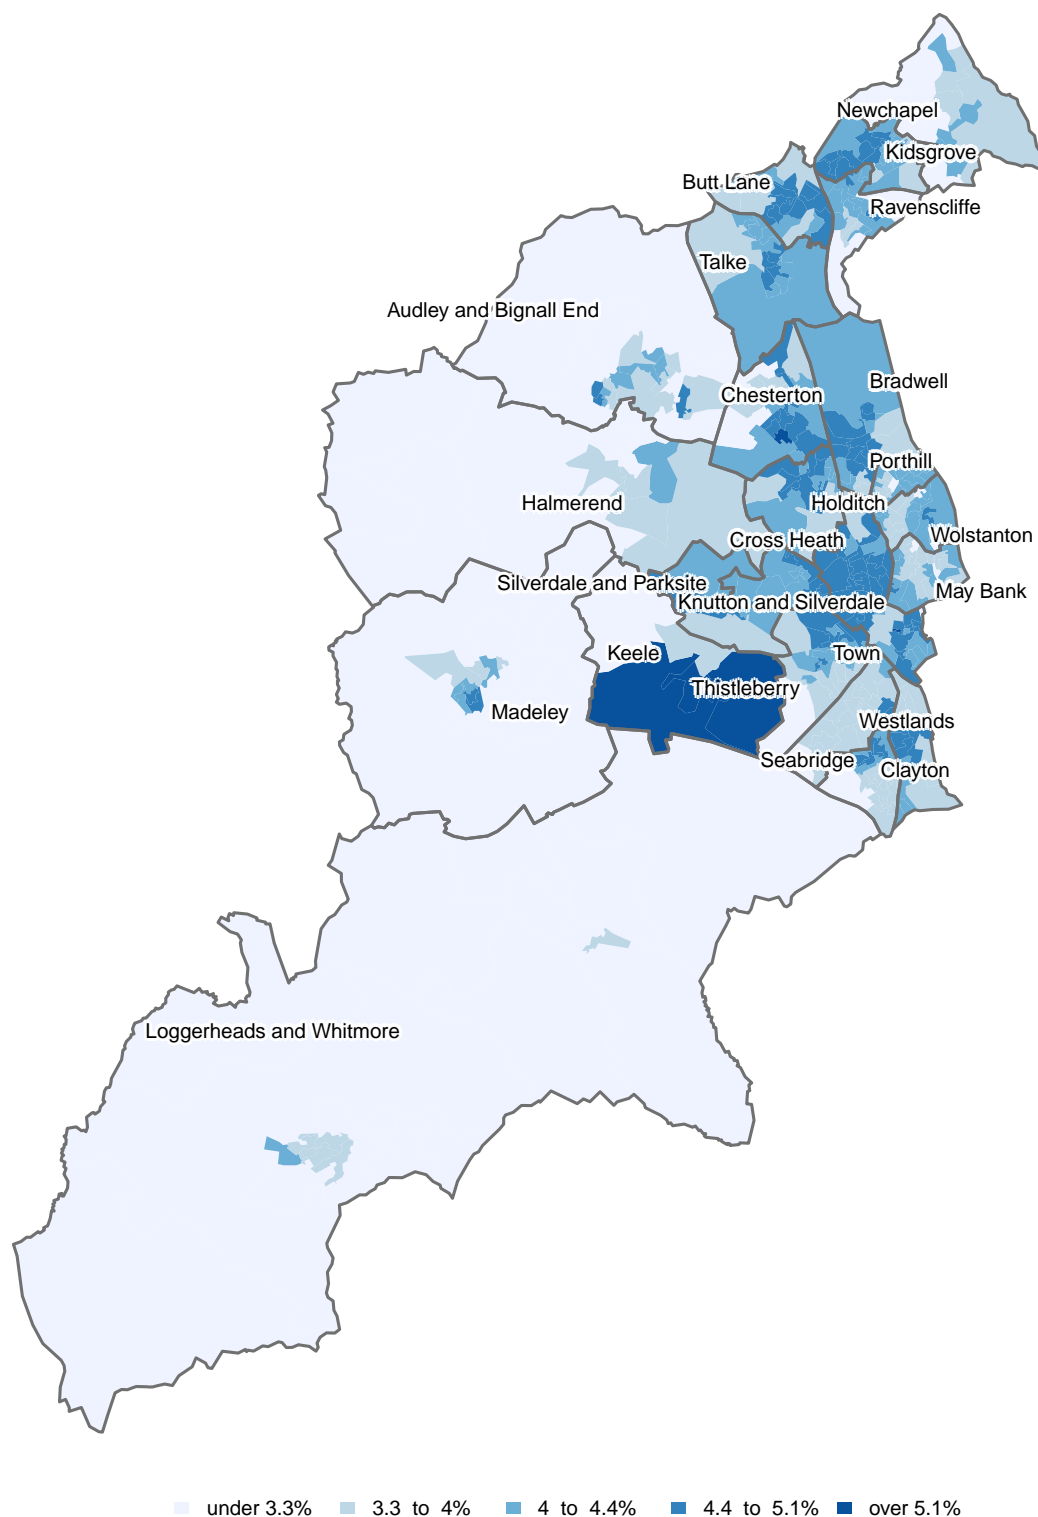 Newchapel
Kidsgrove
Butt Lane
Ravenscliffe
Talke
Audley and Bignall End
Bradwell
Chesterton
Porthill
Halmerend
Holditch
Wolstanton
Cross Heath
Silverdale and Parksite
May Bank
Knutton and Silverdale
Keele
Town
Thistleberry
Madeley
Westlands
Seabridge
Clayton
Loggerheads and Whitmore
under 3.3%
3.3 to 4%
4 to 4.4%
4.4 to 5.1%
over 5.1%